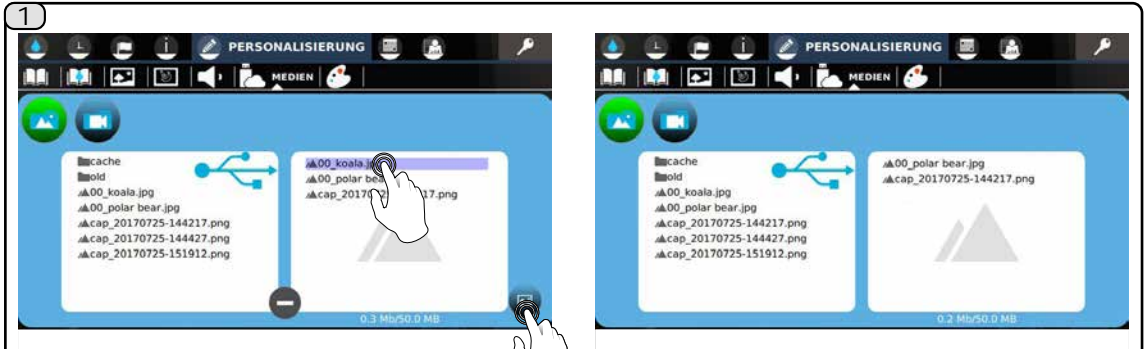 1
PERSONALISIERUNG
MEDIEN
cache
old
00_koala.jpg
00_polar bear.jpg
cap_20170725-144217.png
cap_20170725-144427.png
cap_20170725-151912.png
00_koala.jpg
00_polar
17.png
0.3 Mb/50.0 MB
PERSONALISIERUNG
MEDIEN
cache
old
00_koala.jpg
00_polar bear.jpg
cap_20170725-144217.png
cap_20170725-144427.png
cap_20170725-151912.png
00_polar bear.jpg
cap_20170725-144217.png
0.2 Mb/50.0 MB